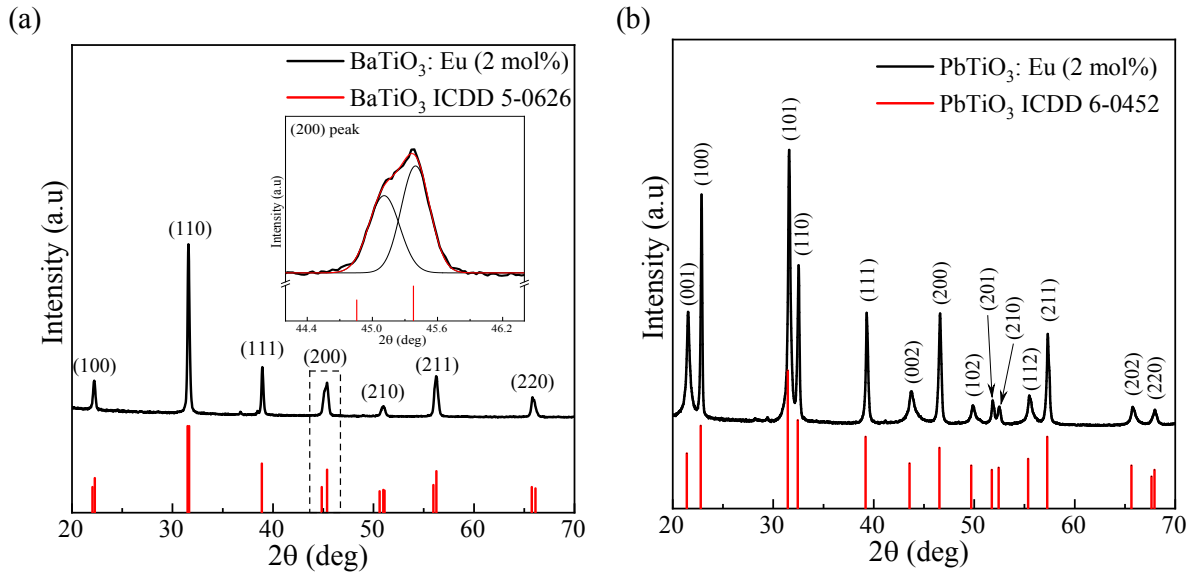 (a)
BaTiO₃: Eu (2 mol%)
BaTiO₃ ICDD 5-0626
(200) peak
Intensity (a.u)
44.4 45.0 45.6 46.2
2θ (deg)
(100)
(110)
(111)
(200)
(210)
(211)
(220)
Intensity (a.u)
20 30 40 50 60 70
2θ (deg)
(b)
PbTiO₃: Eu (2 mol%)
PbTiO₃ ICDD 6-0452
(001)
(100)
(101)
(110)
(111)
(002)
(200)
(102)
(201)
(210)
(112)
(211)
(202)
(220)
Intensity (a.u)
20 30 40 50 60 70
2θ (deg)